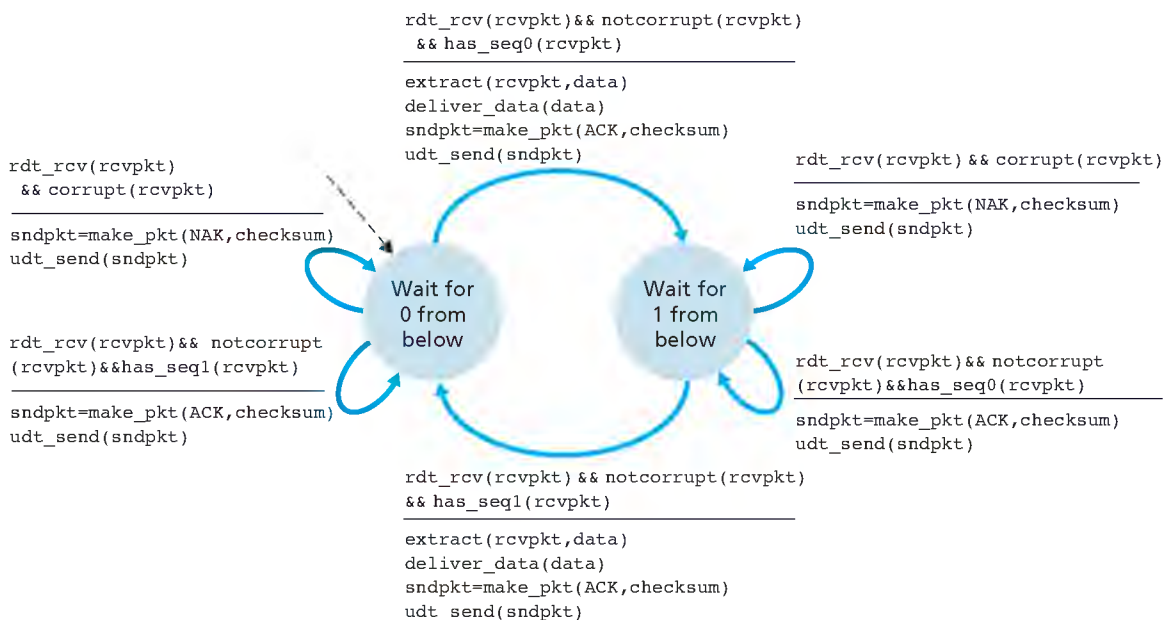 rdt_rcv(rcvpkt)&& notcorrupt(rcvpkt)
&& has_seq0(rcvpkt)
extract(rcvpkt,data)
deliver_data(data)
sndpkt=make_pkt(ACK,checksum)
udt_send(sndpkt)
rdt_rcv(rcvpkt)
&& corrupt(rcvpkt)
sndpkt=make_pkt(NAK,checksum)
udt_send(sndpkt)
rdt_rcv(rcvpkt) && corrupt(rcvpkt)
sndpkt=make_pkt(NAK,checksum)
udt_send(sndpkt)
Wait for
0 from
below
Wait for
1 from
below
rdt_rcv(rcvpkt)&& notcorrupt
(rcvpkt)&&has_seq1(rcvpkt)
sndpkt=make_pkt(ACK,checksum)
udt_send(sndpkt)
rdt_rcv(rcvpkt)&& notcorrupt
(rcvpkt)&&has_seq0(rcvpkt)
sndpkt=make_pkt(ACK,checksum)
udt_send(sndpkt)
rdt_rcv(rcvpkt) && notcorrupt(rcvpkt)
&& has_seq1(rcvpkt)
extract(rcvpkt,data)
deliver_data(data)
sndpkt=make_pkt(ACK,checksum)
udt_send(sndpkt)